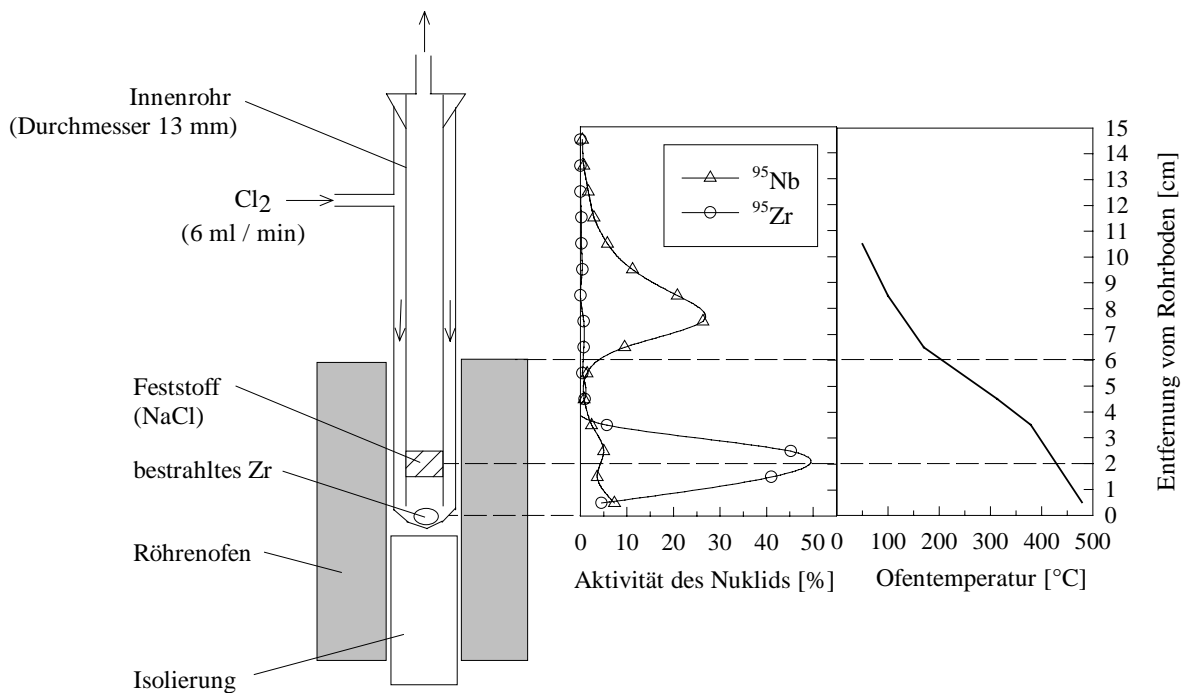 Innenrohr
(Durchmesser 13 mm)
Cl2
(6 ml / min)
Feststoff
(NaCl)
bestrahltes Zr
Röhrenofen
Isolierung
95Nb
95Zr
0 10 20 30 40 50
Aktivität des Nuklids [%]
0 100 200 300 400 500
Ofentemperatur [°C]
15
14
13
12
11
10
9
8
7
6
5
4
3
2
1
0
Entfernung vom Rohrboden [cm]